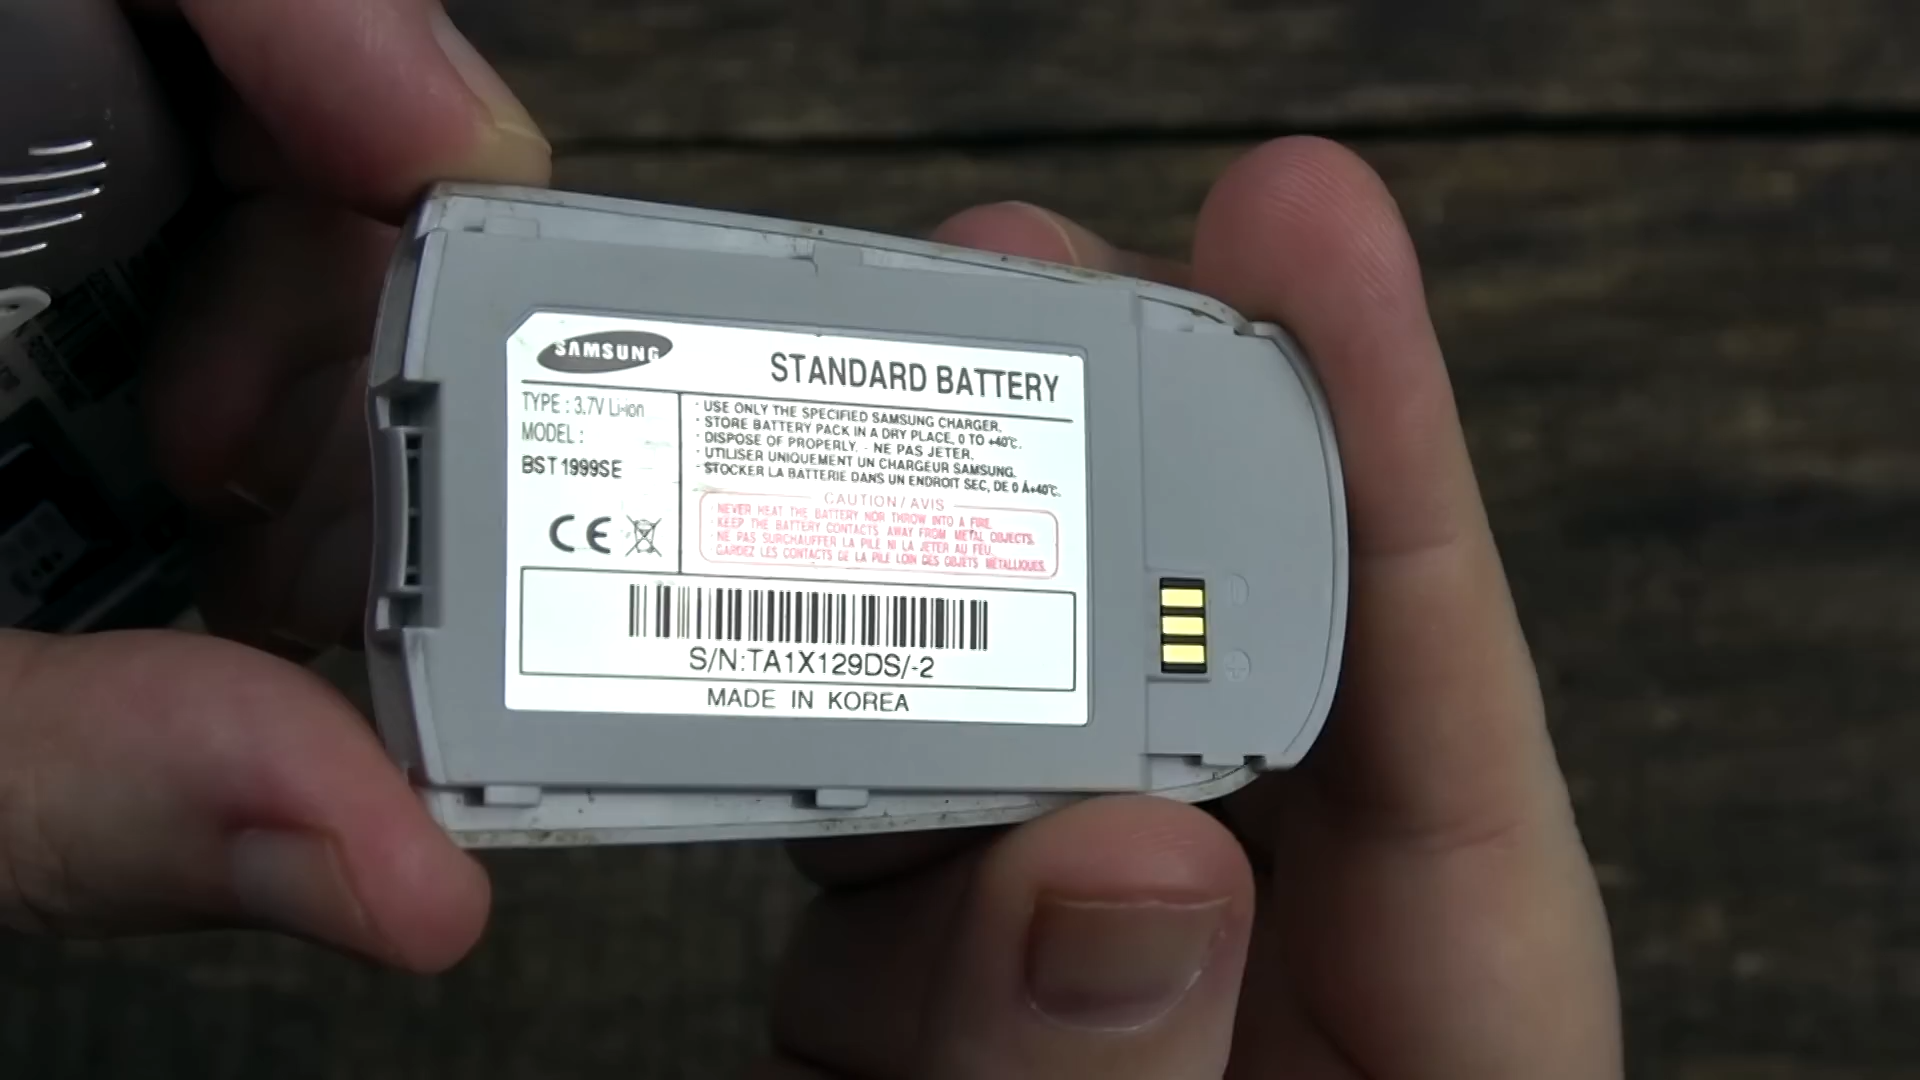 SAMSUNG
STANDARD BATTERY
TYPE : 3.7V Li-ion
MODEL :
BST1999SE
· USE ONLY THE SPECIFIED SAMSUNG CHARGER.
· STORE BATTERY PACK IN A DRY PLACE, 0 TO +40℃.
· DISPOSE OF PROPERLY. - NE PAS JETER.
· UTILISER UNIQUEMENT UN CHARGEUR SAMSUNG.
· STOCKER LA BATTERIE DANS UN ENDROIT SEC, DE 0 À+40℃.
CAUTION / AVIS
· NEVER HEAT THE BATTERY NOR THROW INTO A FIRE.
· KEEP THE BATTERY CONTACTS AWAY FROM METAL OBJECTS.
· NE PAS SURCHAUFFER LA PILE NI LA JETER AU FEU.
· GARDEZ LES CONTACTS DE LA PILE LOIN DES OBJETS METALLIQUES.
CE
S/N:TA1X129DS/-2
MADE IN KOREA